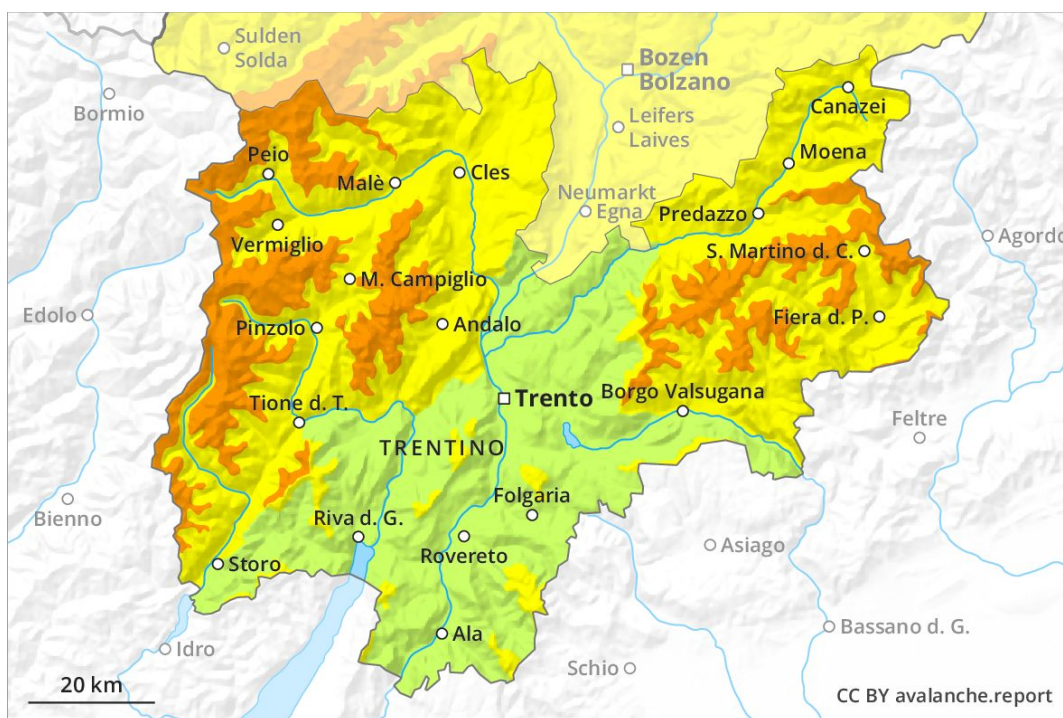 Sulden
Solda
Bozen
Bolzano
Bormio
Canazei
Leifers
Laives
Peio
Malè
Cles
Moena
Neumarkt
Egna
Predazzo
Vermiglio
Agordo
S. Martino d. C.
M. Campiglio
Edolo
Pinzolo
Andalo
Fiera d. P.
Trento
Borgo Valsugana
Tione d. T.
Feltre
TRENTINO
Bienno
Folgaria
Riva d. G.
Rovereto
Asiago
Storo
Ala
Bassano d. G.
Idro
Schio
20 km
CC BY avalanche.report